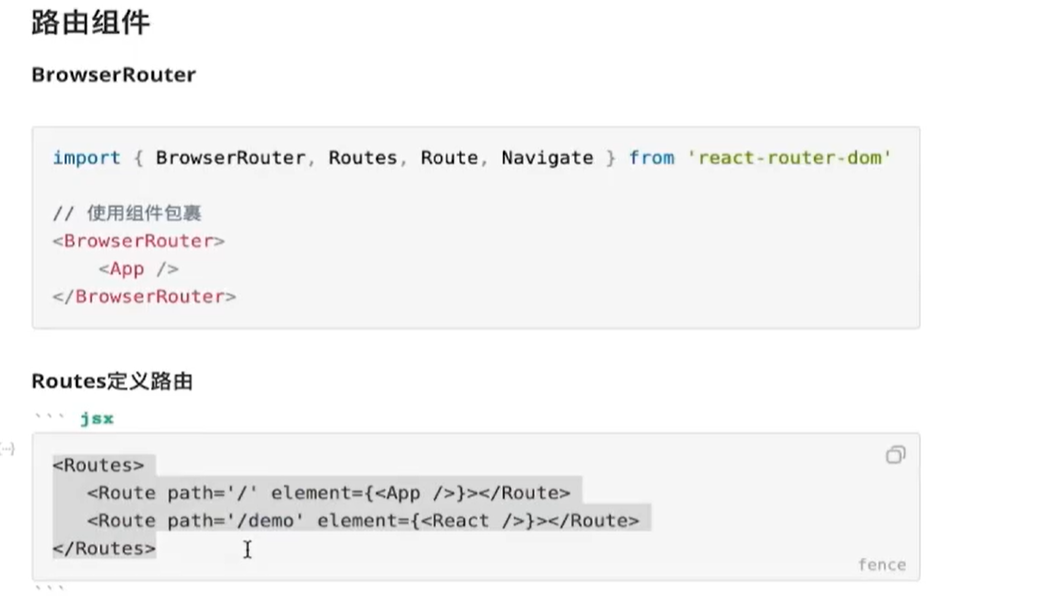 路由组件
BrowserRouter
import { BrowserRouter, Routes, Route, Navigate } from 'react-router-dom'
// 使用组件包裹
<BrowserRouter>
    <App />
</BrowserRouter>
Routes定义路由
``` jsx
<Routes>
   <Route path='/' element={<App />}></Route>
   <Route path='/demo' element={<React />}></Route>
</Routes>
fence
```